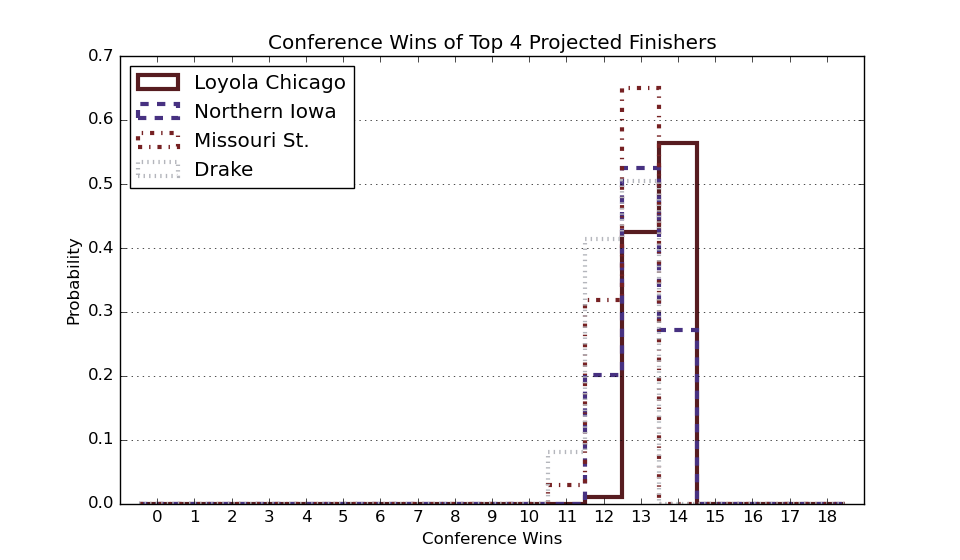 Conference Wins of Top 4 Projected Finishers
0.7
0.6
0.5
0.4
0.3
0.2
0.1
0.0
Probability
Loyola Chicago
Northern Iowa
Missouri St.
Drake
0 1 2 3 4 5 6 7 8 9 10 11 12 13 14 15 16 17 18
Conference Wins